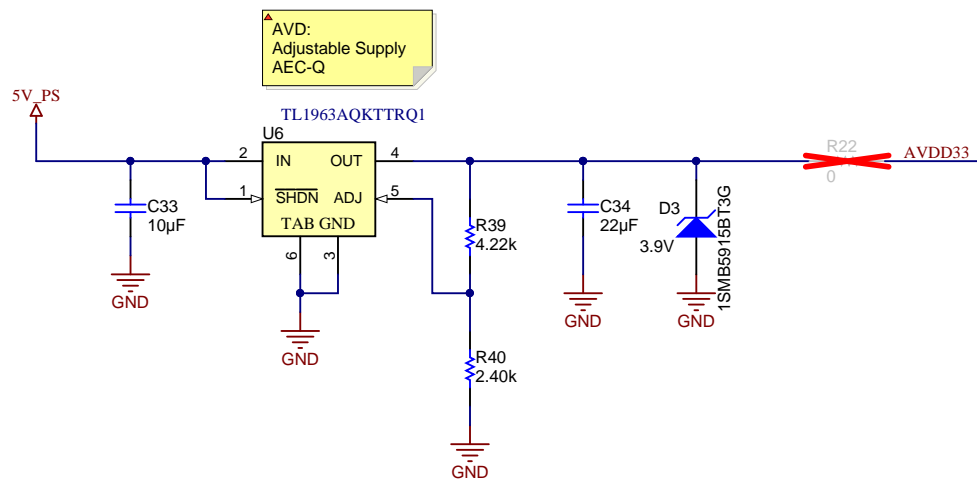 AVD:
Adjustable Supply
AEC-Q
5V_PS
TL1963AQKTTRQ1
U6
2
IN
OUT
4
1
SHDN
ADJ
5
TAB GND
6
3
C33
10µF
GND
GND
R39
4.22k
R40
2.40k
GND
C34
22µF
GND
D3
3.9V
1SMB5915BT3G
GND
R22
0
AVDD33